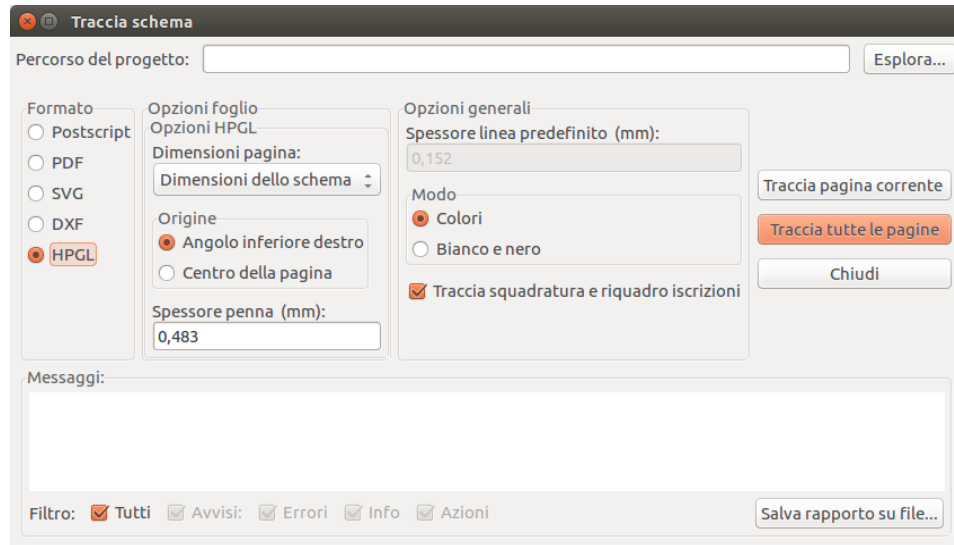 Traccia schema
Percorso del progetto:
Esplora...
Formato
Postscript
PDF
SVG
DXF
HPGL
Opzioni foglio
Opzioni HPGL
Dimensioni pagina:
Dimensioni dello schema
Origine
Angolo inferiore destro
Centro della pagina
Spessore penna (mm):
0,483
Opzioni generali
Spessore linea predefinito (mm):
0,152
Modo
Colori
Bianco e nero
Traccia squadratura e riquadro iscrizioni
Traccia pagina corrente
Traccia tutte le pagine
Chiudi
Messaggi:
Filtro: Tutti Avvisi: Errori Info Azioni
Salva rapporto su file...